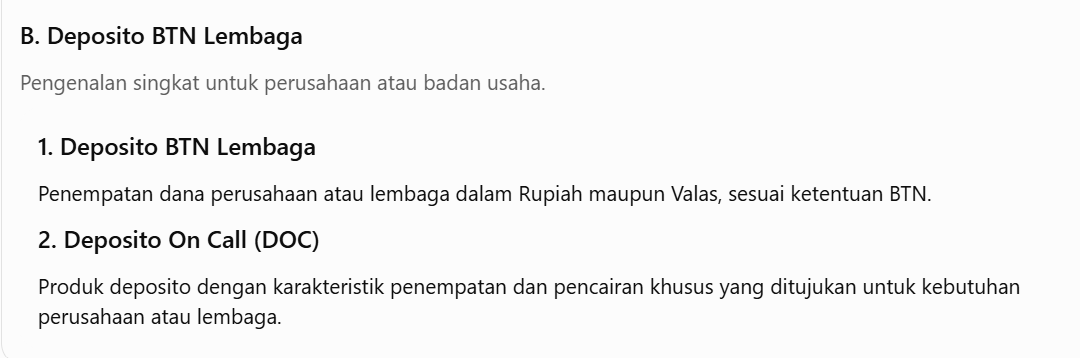 B. Deposito BTN Lembaga
Pengenalan singkat untuk perusahaan atau badan usaha.
1. Deposito BTN Lembaga
Penempatan dana perusahaan atau lembaga dalam Rupiah maupun Valas, sesuai ketentuan BTN.
2. Deposito On Call (DOC)
Produk deposito dengan karakteristik penempatan dan pencairan khusus yang ditujukan untuk kebutuhan
perusahaan atau lembaga.